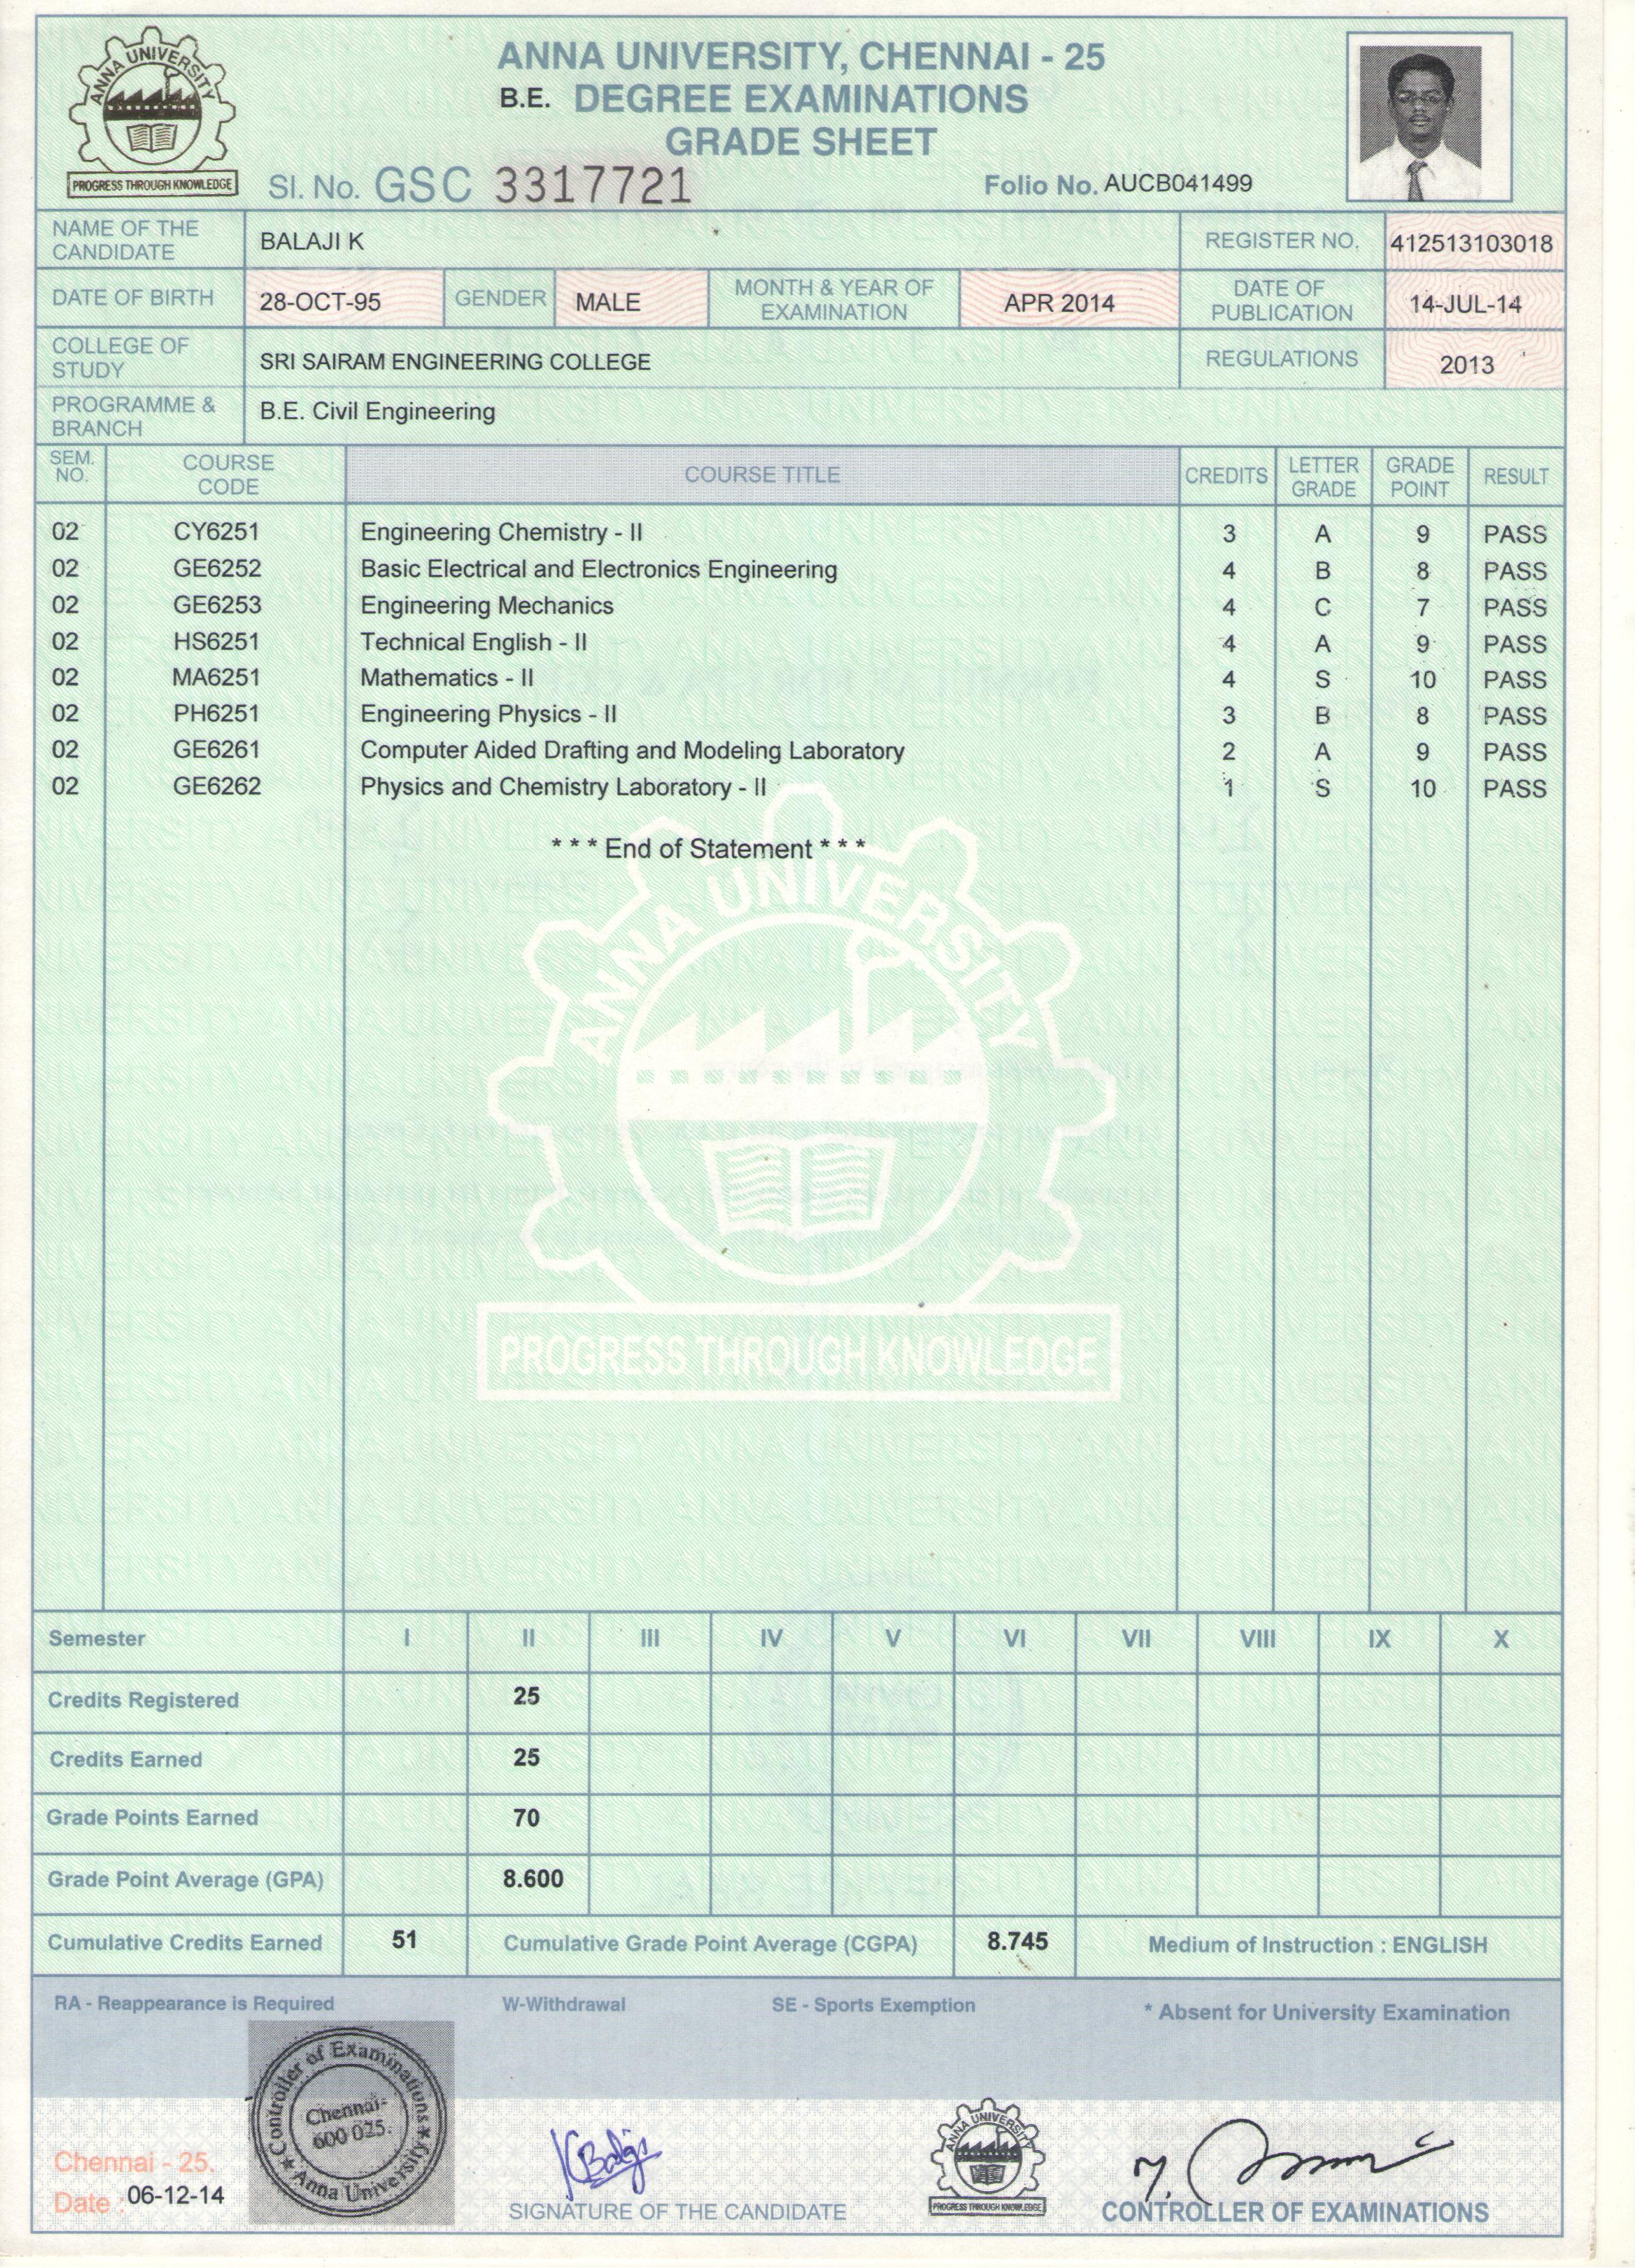 ANNA UNIVERSITY
PROGRESS THROUGH KNOWLEDGE
ANNA UNIVERSITY, CHENNAI - 25
B.E. DEGREE EXAMINATIONS
GRADE SHEET
Sl. No. GSC 3317721
Folio No. AUCB041499
NAME OF THE CANDIDATE BALAJI K REGISTER NO. 412513103018
DATE OF BIRTH 28-OCT-95 GENDER MALE MONTH & YEAR OF EXAMINATION APR 2014 DATE OF PUBLICATION 14-JUL-14
COLLEGE OF STUDY SRI SAIRAM ENGINEERING COLLEGE REGULATIONS 2013
PROGRAMME & BRANCH B.E. Civil Engineering
SEM. NO. COURSE CODE COURSE TITLE CREDITS LETTER GRADE GRADE POINT RESULT
02 CY6251 Engineering Chemistry - II 3 A 9 PASS
02 GE6252 Basic Electrical and Electronics Engineering 4 B 8 PASS
02 GE6253 Engineering Mechanics 4 C 7 PASS
02 HS6251 Technical English - II 4 A 9 PASS
02 MA6251 Mathematics - II 4 S 10 PASS
02 PH6251 Engineering Physics - II 3 B 8 PASS
02 GE6261 Computer Aided Drafting and Modeling Laboratory 2 A 9 PASS
02 GE6262 Physics and Chemistry Laboratory - II 1 S 10 PASS
* * * End of Statement * * *
ANNA UNIVERSITY
PROGRESS THROUGH KNOWLEDGE
Semester I II III IV V VI VII VIII IX X
Credits Registered 25
Credits Earned 25
Grade Points Earned 70
Grade Point Average (GPA) 8.600
Cumulative Credits Earned 51 Cumulative Grade Point Average (CGPA) 8.745 Medium of Instruction : ENGLISH
RA - Reappearance is Required W-Withdrawal SE - Sports Exemption * Absent for University Examination
Controller of Examinations
Chennai-
600 025.
Anna University
Chennai - 25.
Date : 06-12-14
K Balaji
SIGNATURE OF THE CANDIDATE
ANNA UNIVERSITY
PROGRESS THROUGH KNOWLEDGE
CONTROLLER OF EXAMINATIONS